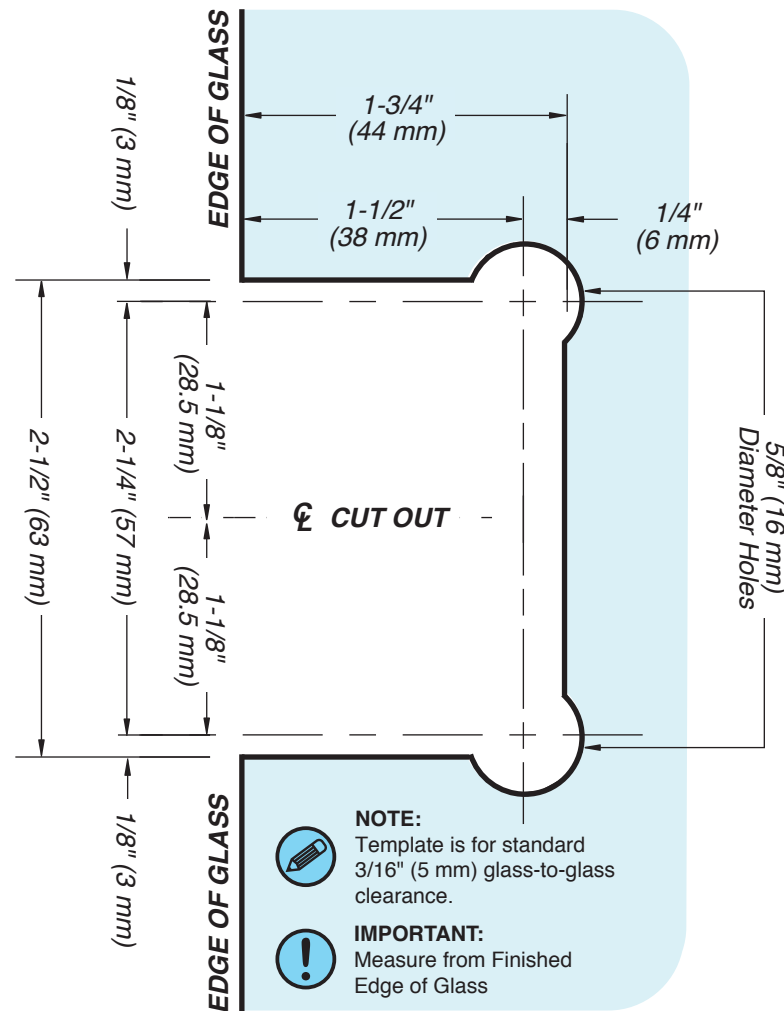 EDGE OF GLASS
1/8" (3 mm)
1-3/4"
(44 mm)
1-1/2"
(38 mm)
1/4"
(6 mm)
2-1/2" (63 mm)
2-1/4" (57 mm)
1-1/8"
(28.5 mm)
℄ CUT OUT
1-1/8"
(28.5 mm)
5/8" (16 mm)
Diameter Holes
1/8" (3 mm)
EDGE OF GLASS
NOTE:
Template is for standard
3/16" (5 mm) glass-to-glass
clearance.
IMPORTANT:
Measure from Finished
Edge of Glass